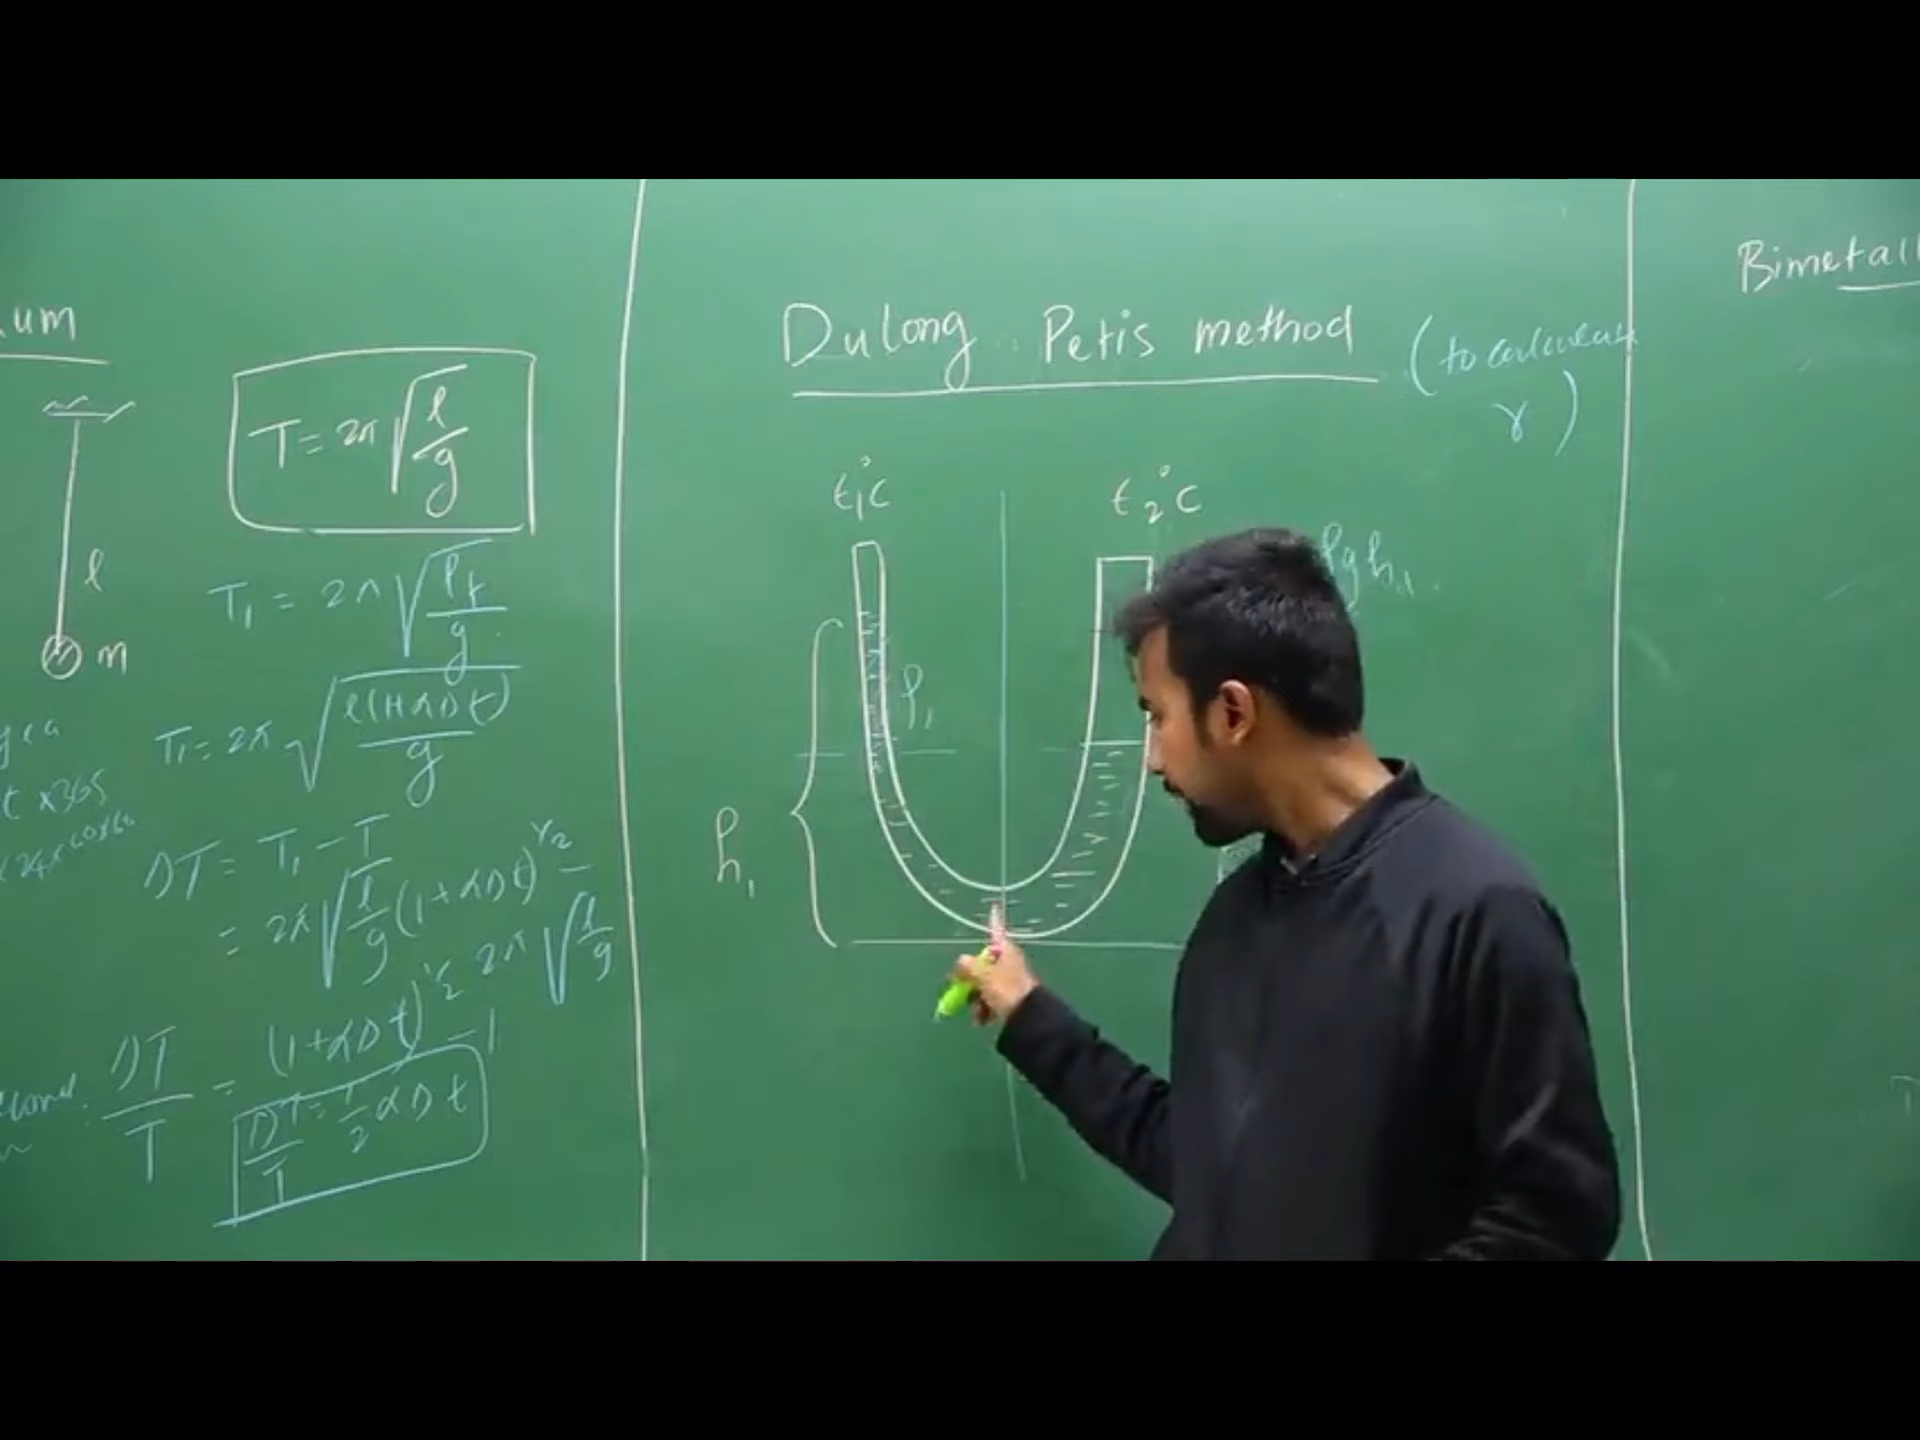 um
T = 2π √(l/g)
l
m
T₁ = 2π √(l_t/g)
T₁ = 2π √(l(1+αΔt)/g)
t x365
x24x60x60
ΔT = T₁ - T
= 2π √(l/g) (1+αΔt)^½ -
2π √(l/g)
ΔT/T = (1+αΔt)^½ - 1
ΔT/T = ½ αΔt
Dulong Petis method (to calculate
γ)
t₁°C
t₂°C
ρgh₁
ρ₁
h₁
Bimetall